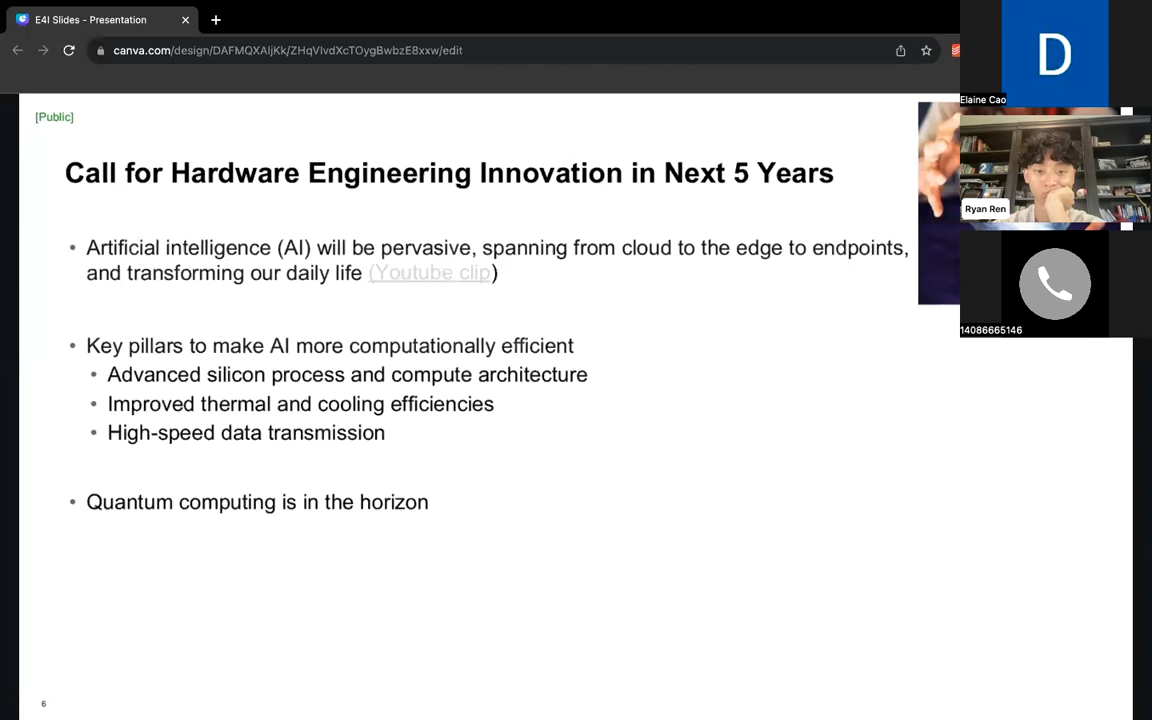 E4I Slides - Presentation
canva.com/design/DAFMQXAIjKk/ZHqVIvdXcTOygBwbzE8xxw/edit
D
Elaine Cao
[Public]
Call for Hardware Engineering Innovation in Next 5 Years
Ryan Ren
• Artificial intelligence (AI) will be pervasive, spanning from cloud to the edge to endpoints,
and transforming our daily life (Youtube clip)
14086665146
• Key pillars to make AI more computationally efficient
• Advanced silicon process and compute architecture
• Improved thermal and cooling efficiencies
• High-speed data transmission
• Quantum computing is in the horizon
6